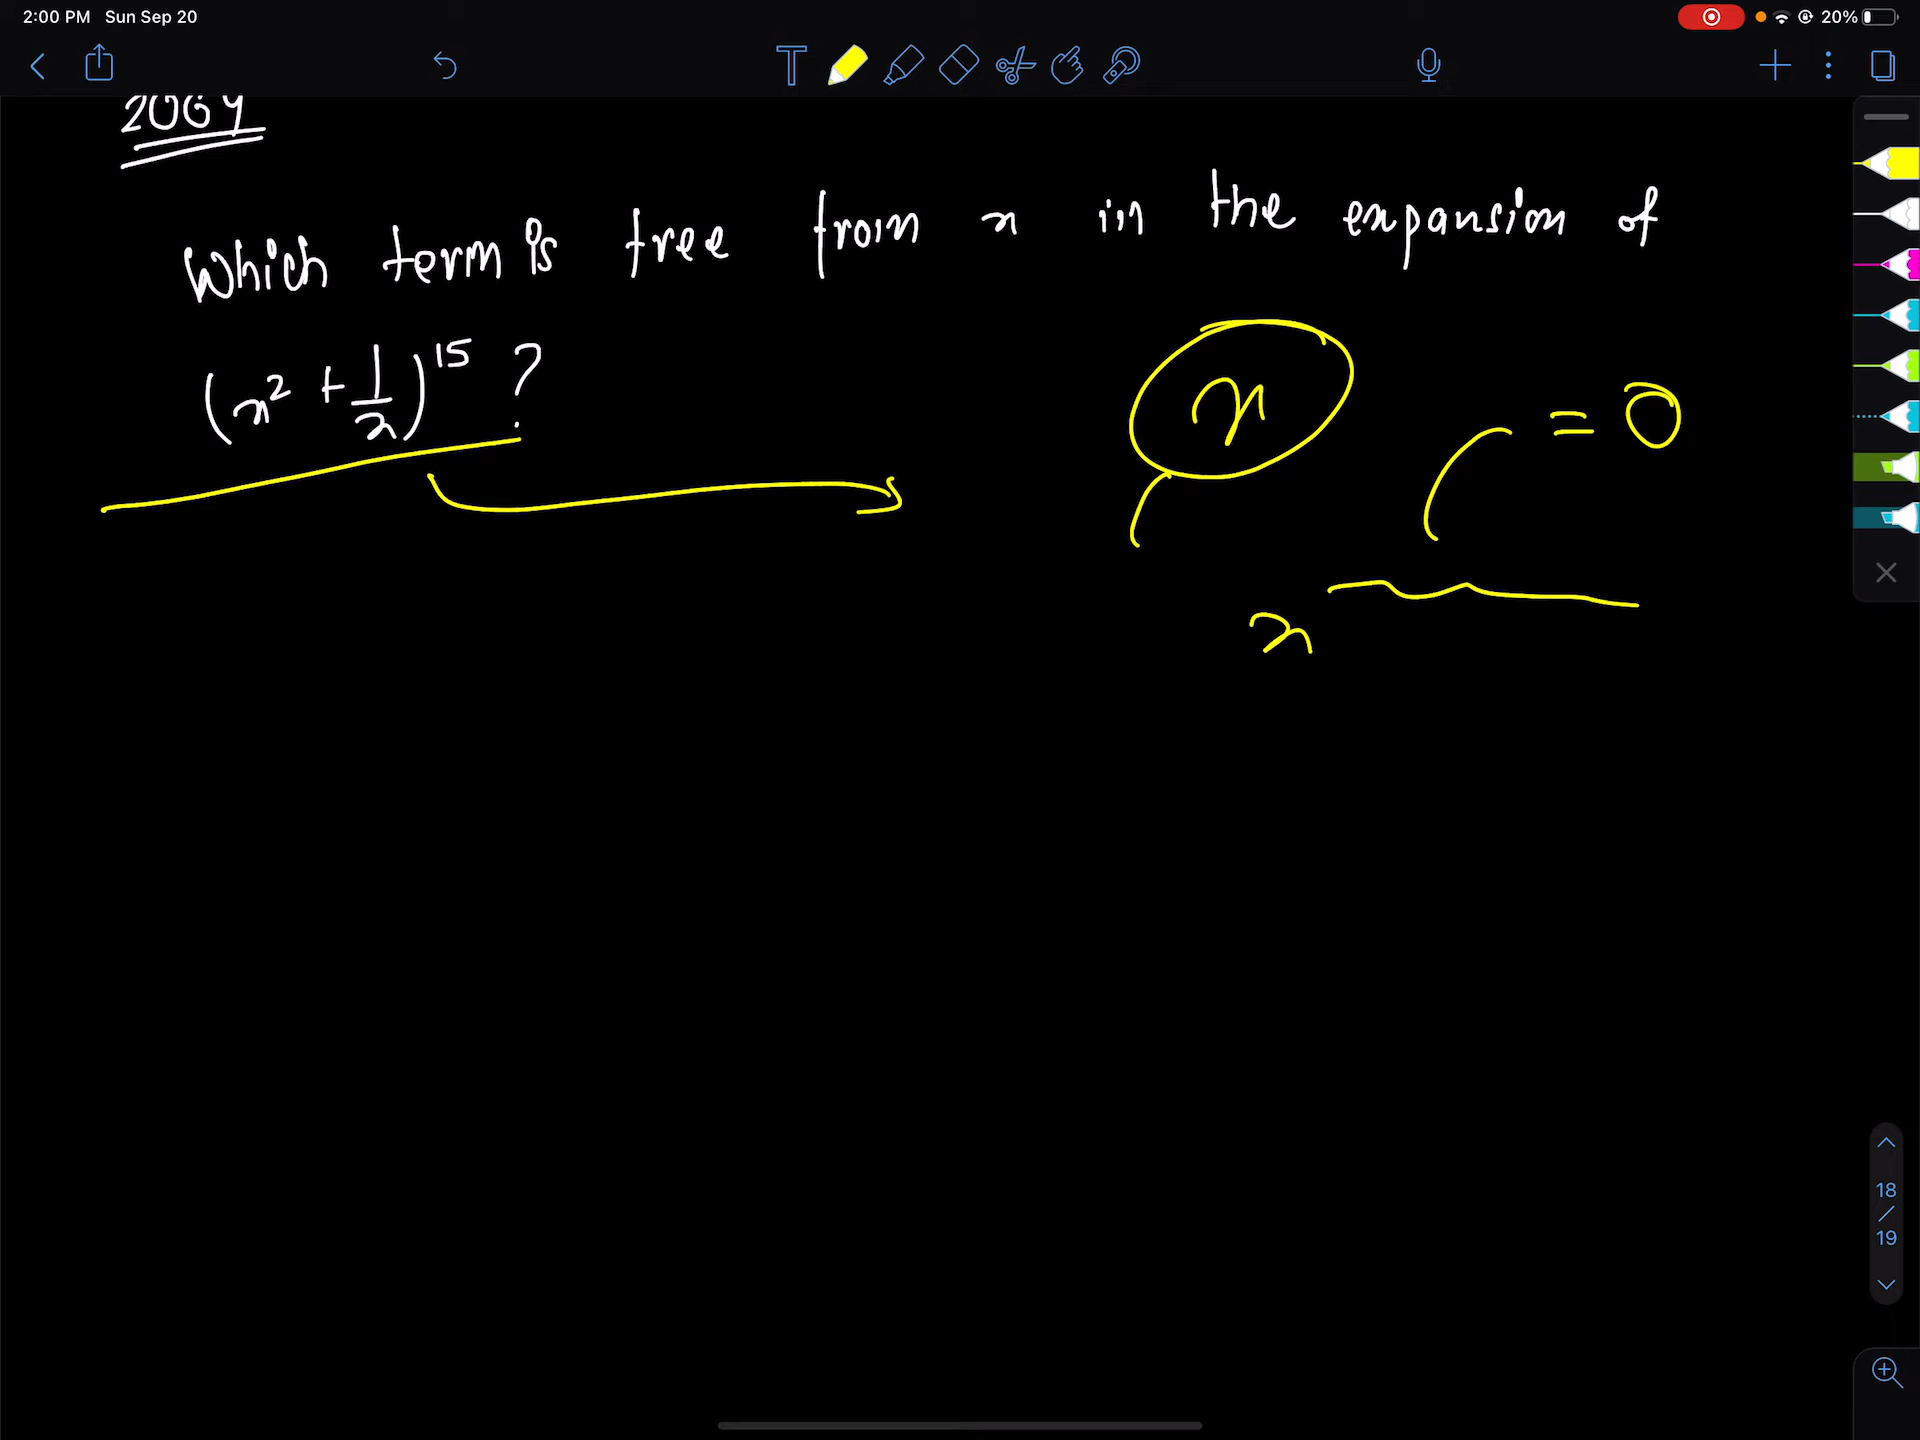 2:00 PM Sun Sep 20
20%
T
2064
Which term is free from x in the expansion of
(x² + 1/x)¹⁵ ?
x
= 0
x
18
/
19